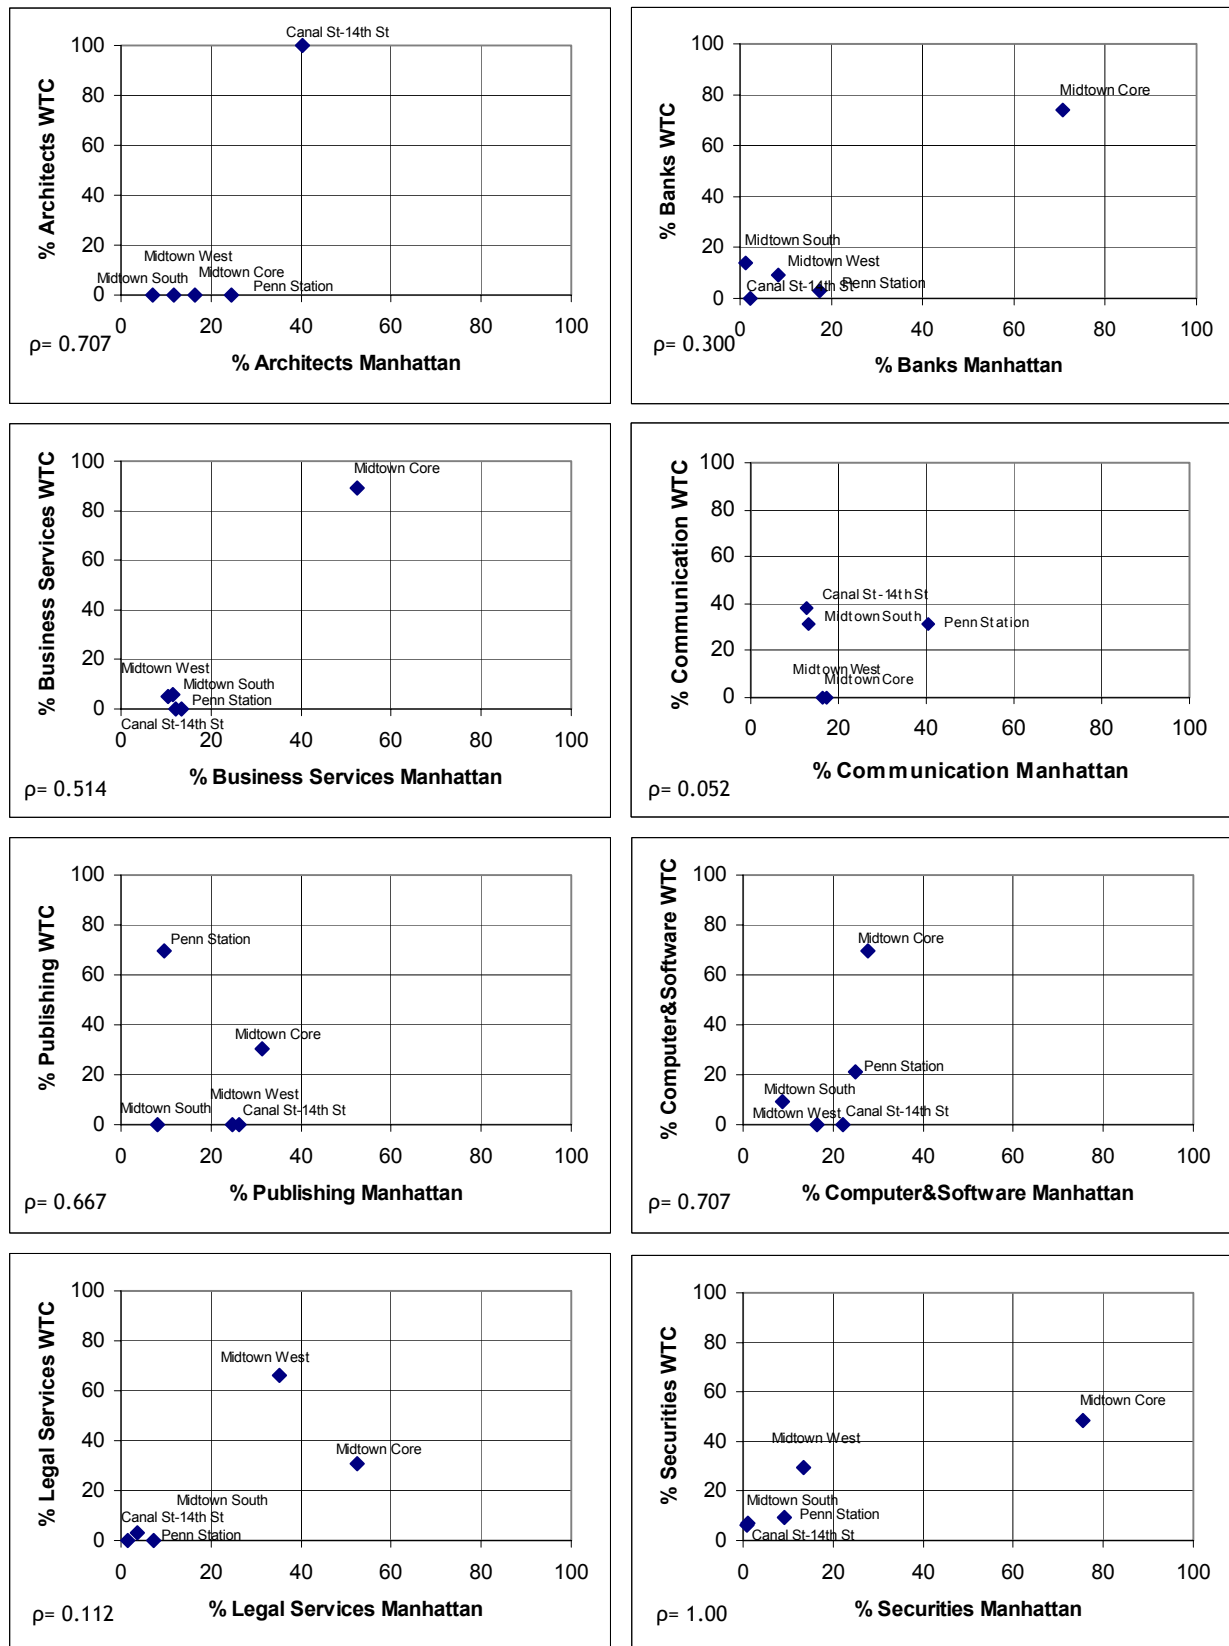 Canal St-14th St
100
80
60
40
20
0
% Architects WTC
Midtown West
Midtown South
Midtown Core
Penn Station
0 20 40 60 80 100
ρ= 0.707
% Architects Manhattan
100
80
60
40
20
0
% Banks WTC
Midtown Core
Midtown South
Midtown West
Penn Station
Canal St-14th St
0 20 40 60 80 100
ρ= 0.300
% Banks Manhattan
100
80
60
40
20
0
% Business Services WTC
Midtown Core
Midtown West
Midtown South
Penn Station
Canal St-14th St
0 20 40 60 80 100
% Business Services Manhattan
ρ= 0.514
100
80
60
40
20
0
% Communication WTC
Canal St-14th St
Midtown South
Penn Station
Midtown West
Midtown Core
0 20 40 60 80 100
% Communication Manhattan
ρ= 0.052
100
80
60
40
20
0
% Publishing WTC
Penn Station
Midtown Core
Midtown West
Midtown South
Canal St-14th St
0 20 40 60 80 100
% Publishing Manhattan
ρ= 0.667
100
80
60
40
20
0
% Computer&Software WTC
Midtown Core
Penn Station
Midtown South
Midtown West
Canal St-14th St
0 20 40 60 80 100
% Computer&Software Manhattan
ρ= 0.707
100
80
60
40
20
0
% Legal Services WTC
Midtown West
Midtown Core
Midtown South
Canal St-14th St
Penn Station
0 20 40 60 80 100
% Legal Services Manhattan
ρ= 0.112
100
80
60
40
20
0
% Securities WTC
Midtown Core
Midtown West
Midtown South
Penn Station
Canal St-14th St
0 20 40 60 80 100
% Securities Manhattan
ρ= 1.00